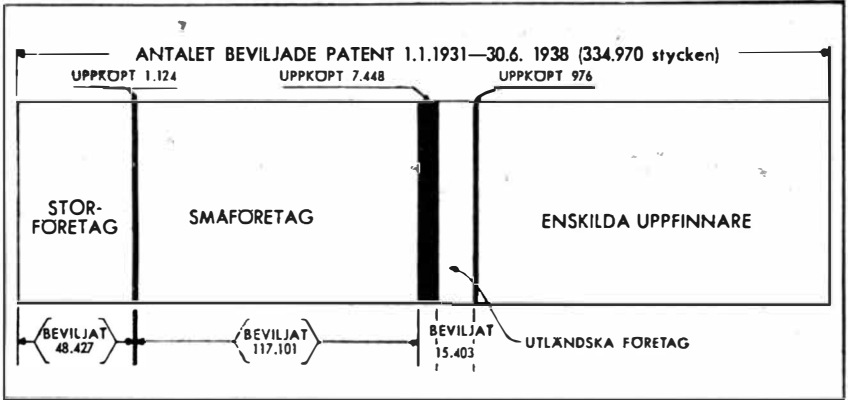 ANTALET BEVILJADE PATENT 1.1.1931—30.6. 1938 (334.970 stycken)
UPPKÖPT 1.124
UPPKÖPT 7.448
UPPKÖPT 976
STOR-
FÖRETAG
SMÅFÖRETAG
ENSKILDA UPPFINNARE
BEVILJAT
48.427
BEVILJAT
117.101
BEVILJAT
15.403
UTLÄNDSKA FÖRETAG